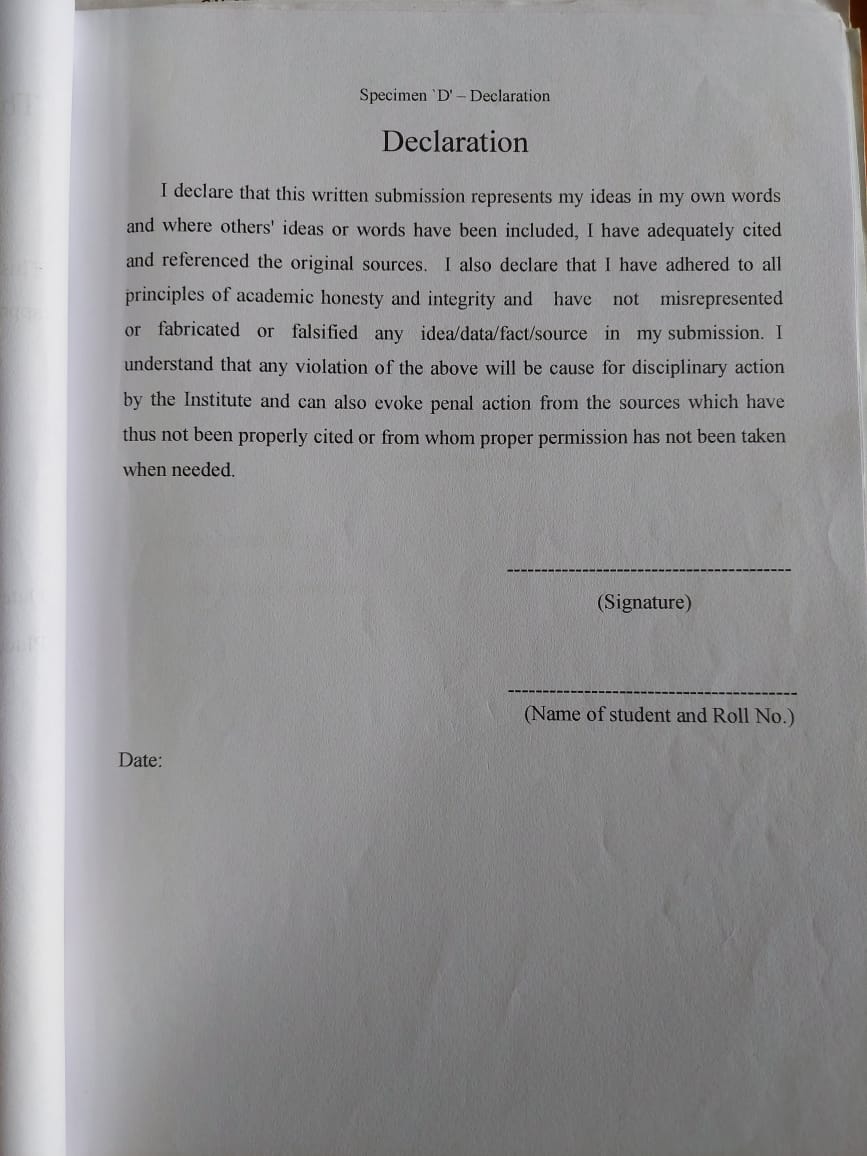 Specimen `D' – Declaration
Declaration
I declare that this written submission represents my ideas in my own words
and where others' ideas or words have been included, I have adequately cited
and referenced the original sources. I also declare that I have adhered to all
principles of academic honesty and integrity and have not misrepresented
or fabricated or falsified any idea/data/fact/source in my submission. I
understand that any violation of the above will be cause for disciplinary action
by the Institute and can also evoke penal action from the sources which have
thus not been properly cited or from whom proper permission has not been taken
when needed.
-----------------------------------------
(Signature)
-----------------------------------------
(Name of student and Roll No.)
Date: